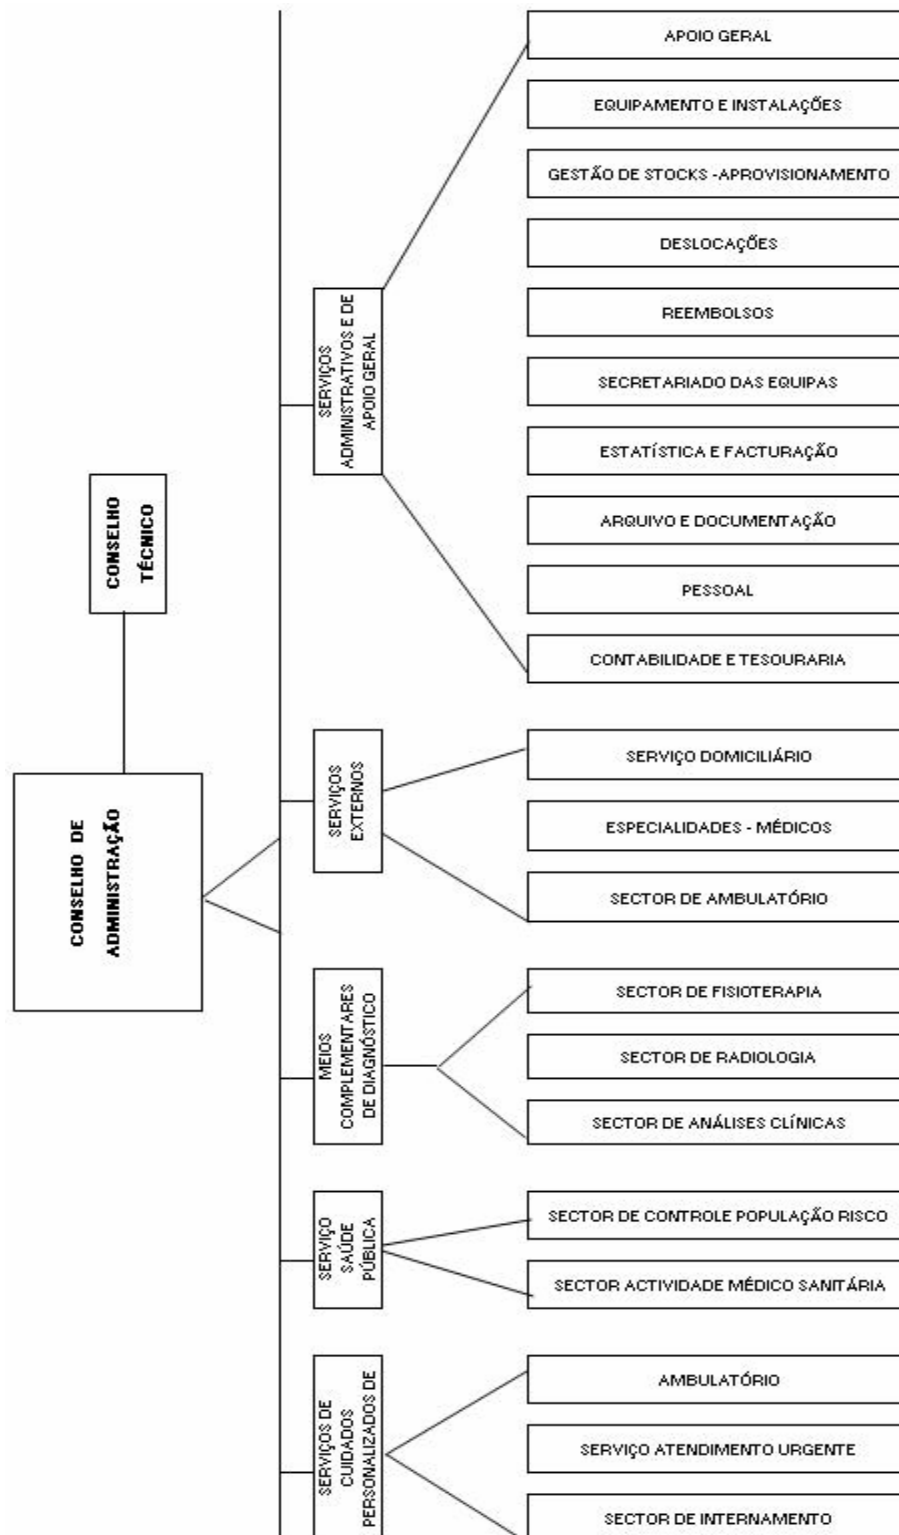 CONSELHO DE
ADMINISTRAÇÃO
CONSELHO
TÉCNICO
SERVIÇOS
ADMINISTRATIVOS E DE
APOIO GERAL
APOIO GERAL
EQUIPAMENTO E INSTALAÇÕES
GESTÃO DE STOCKS -APROVISIONAMENTO
DESLOCAÇÕES
REEMBOLSOS
SECRETARIADO DAS EQUIPAS
ESTATÍSTICA E FACTURAÇÃO
ARQUIVO E DOCUMENTAÇÃO
PESSOAL
CONTABILIDADE E TESOURARIA
SERVIÇOS
EXTERNOS
SERVIÇO DOMICILIÁRIO
ESPECIALIDADES - MÉDICOS
SECTOR DE AMBULATÓRIO
MEIOS
COMPLEMENTARES
DE DIAGNÓSTICO
SECTOR DE FISIOTERAPIA
SECTOR DE RADIOLOGIA
SECTOR DE ANÁLISES CLÍNICAS
SERVIÇO
SAÚDE
PÚBLICA
SECTOR DE CONTROLE POPULAÇÃO RISCO
SECTOR ACTIVIDADE MÉDICO SANITÁRIA
SERVIÇOS DE
CUIDADOS
PERSONALIZADOS DE
AMBULATÓRIO
SERVIÇO ATENDIMENTO URGENTE
SECTOR DE INTERNAMENTO